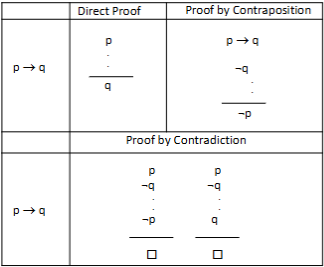 Direct Proof
Proof by Contraposition
p → q
p
.
.
q
p → q
¬q
.
.
¬p
Proof by Contradiction
p → q
p p
¬q ¬q
. .
. .
¬p q
□ □